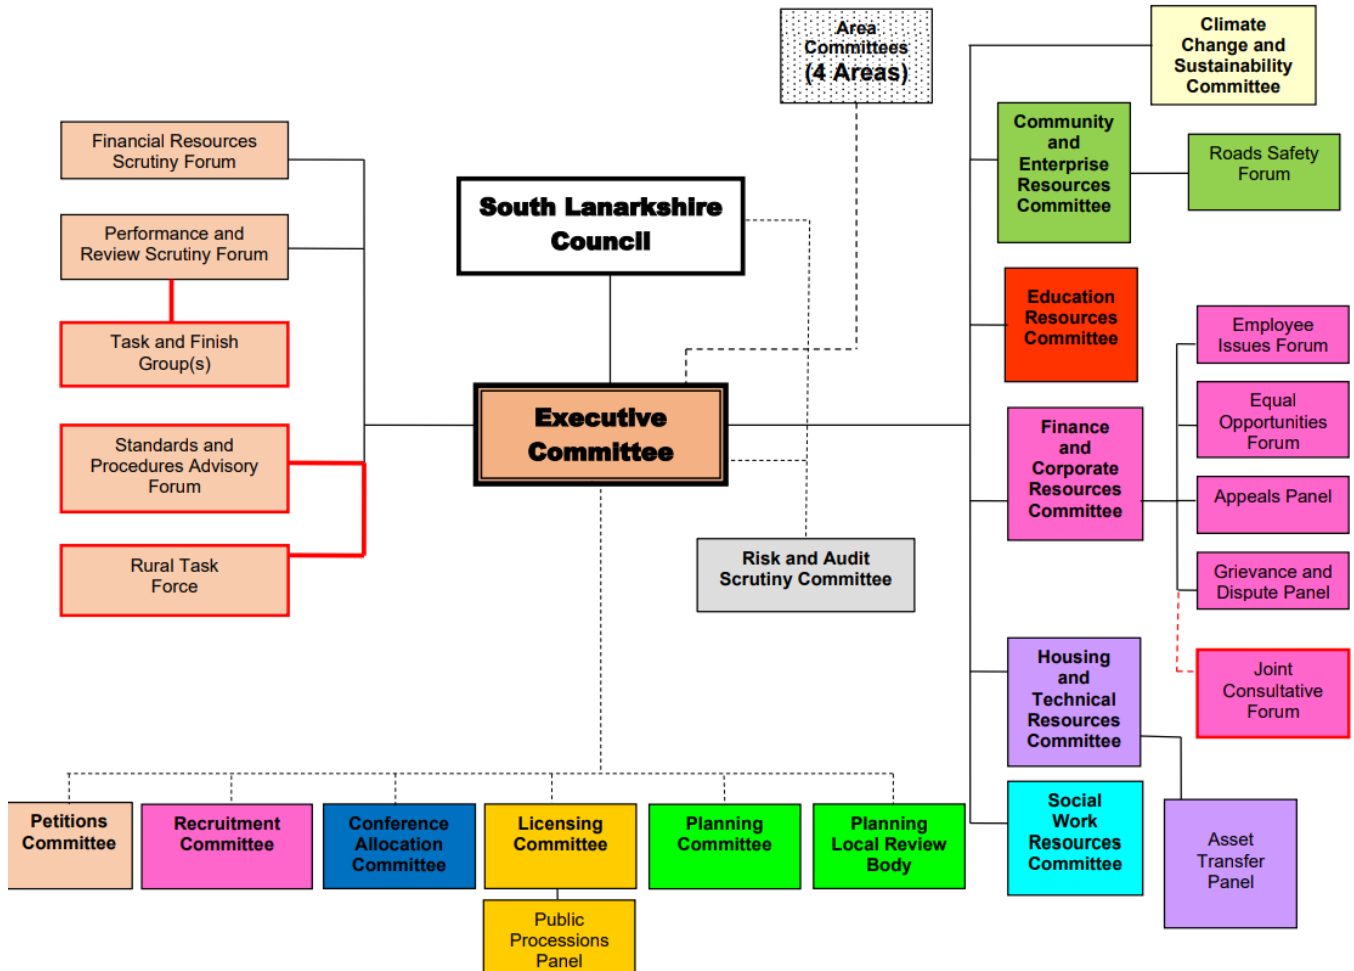 Area
Committees
(4 Areas)
Climate
Change and
Sustainability
Committee
Financial Resources
Scrutiny Forum
Community
and
Enterprise
Resources
Committee
Roads Safety
Forum
South Lanarkshire
Council
Performance and
Review Scrutiny Forum
Education
Resources
Committee
Task and Finish
Group(s)
Employee
Issues Forum
Executive
Committee
Equal
Opportunities
Forum
Finance
and
Corporate
Resources
Committee
Standards and
Procedures Advisory
Forum
Appeals Panel
Rural Task
Force
Risk and Audit
Scrutiny Committee
Grievance and
Dispute Panel
Housing
and
Technical
Resources
Committee
Joint
Consultative
Forum
Petitions
Committee
Recruitment
Committee
Conference
Allocation
Committee
Licensing
Committee
Planning
Committee
Planning
Local Review
Body
Social
Work
Resources
Committee
Asset
Transfer
Panel
Public
Processions
Panel